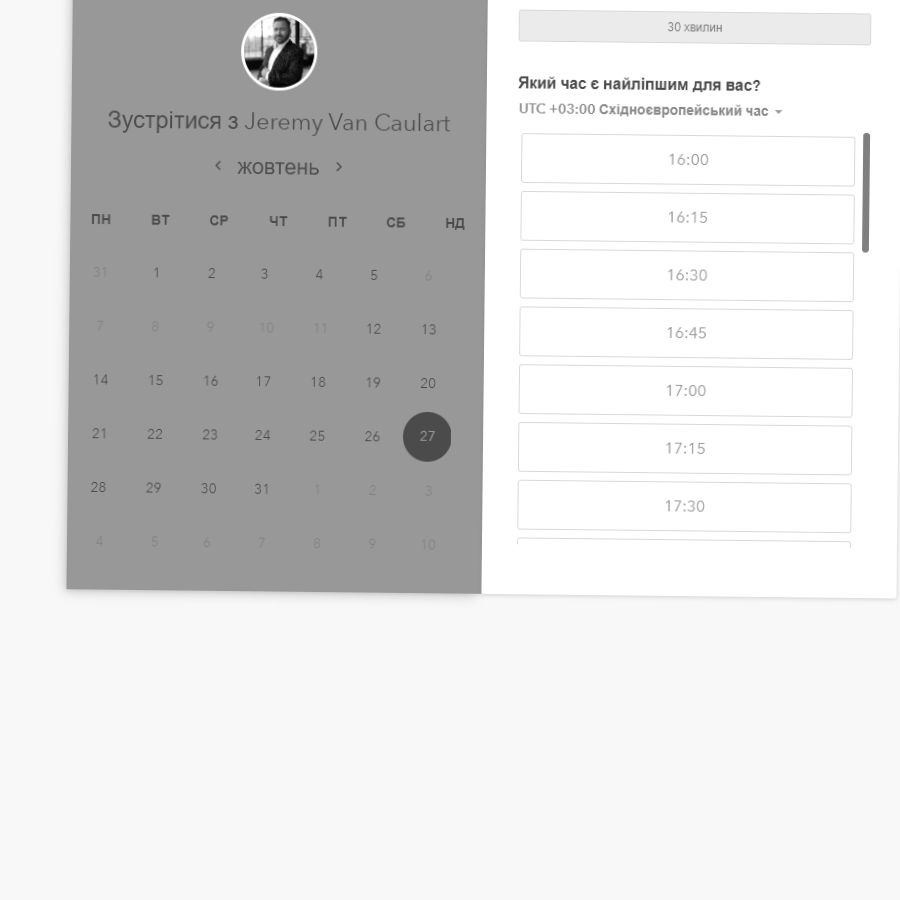 Зустрітися з Jeremy Van Caulart
жовтень
ПН ВТ СР ЧТ ПТ СБ НД
31 1 2 3 4 5 6
7 8 9 10 11 12 13
14 15 16 17 18 19 20
21 22 23 24 25 26 27
28 29 30 31 1 2 3
4 5 6 7 8 9 10
30 хвилин
Який час є найліпшим для вас?
UTC +03:00 Східноєвропейський час
16:00
16:15
16:30
16:45
17:00
17:15
17:30